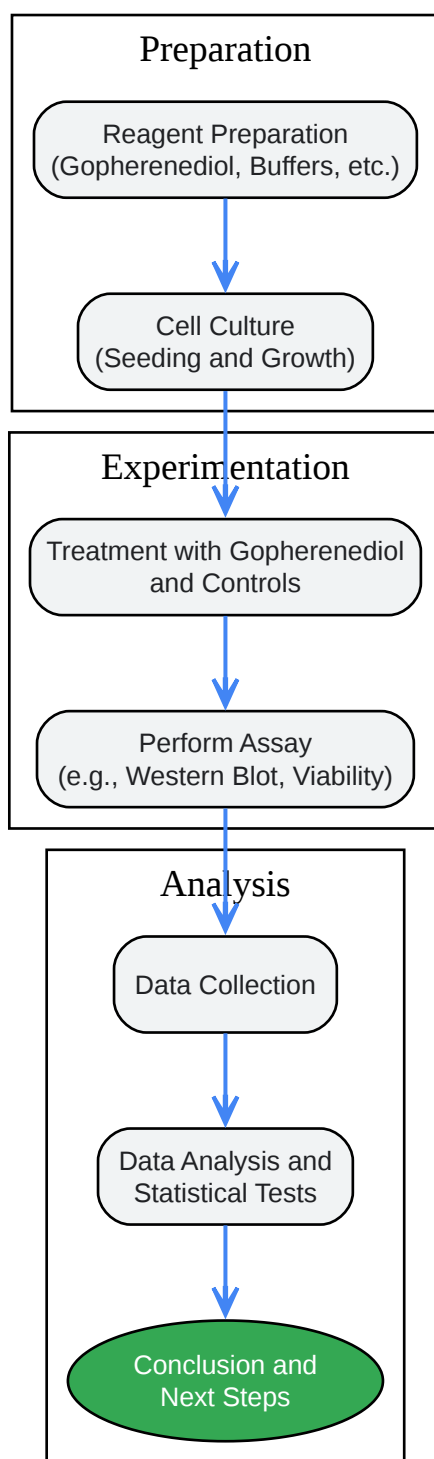 Preparation
Reagent Preparation
(Gopherenediol, Buffers, etc.)
Cell Culture
(Seeding and Growth)
Experimentation
Treatment with Gopherenediol
and Controls
Perform Assay
(e.g., Western Blot, Viability)
Analysis
Data Collection
Data Analysis and
Statistical Tests
Conclusion and
Next Steps